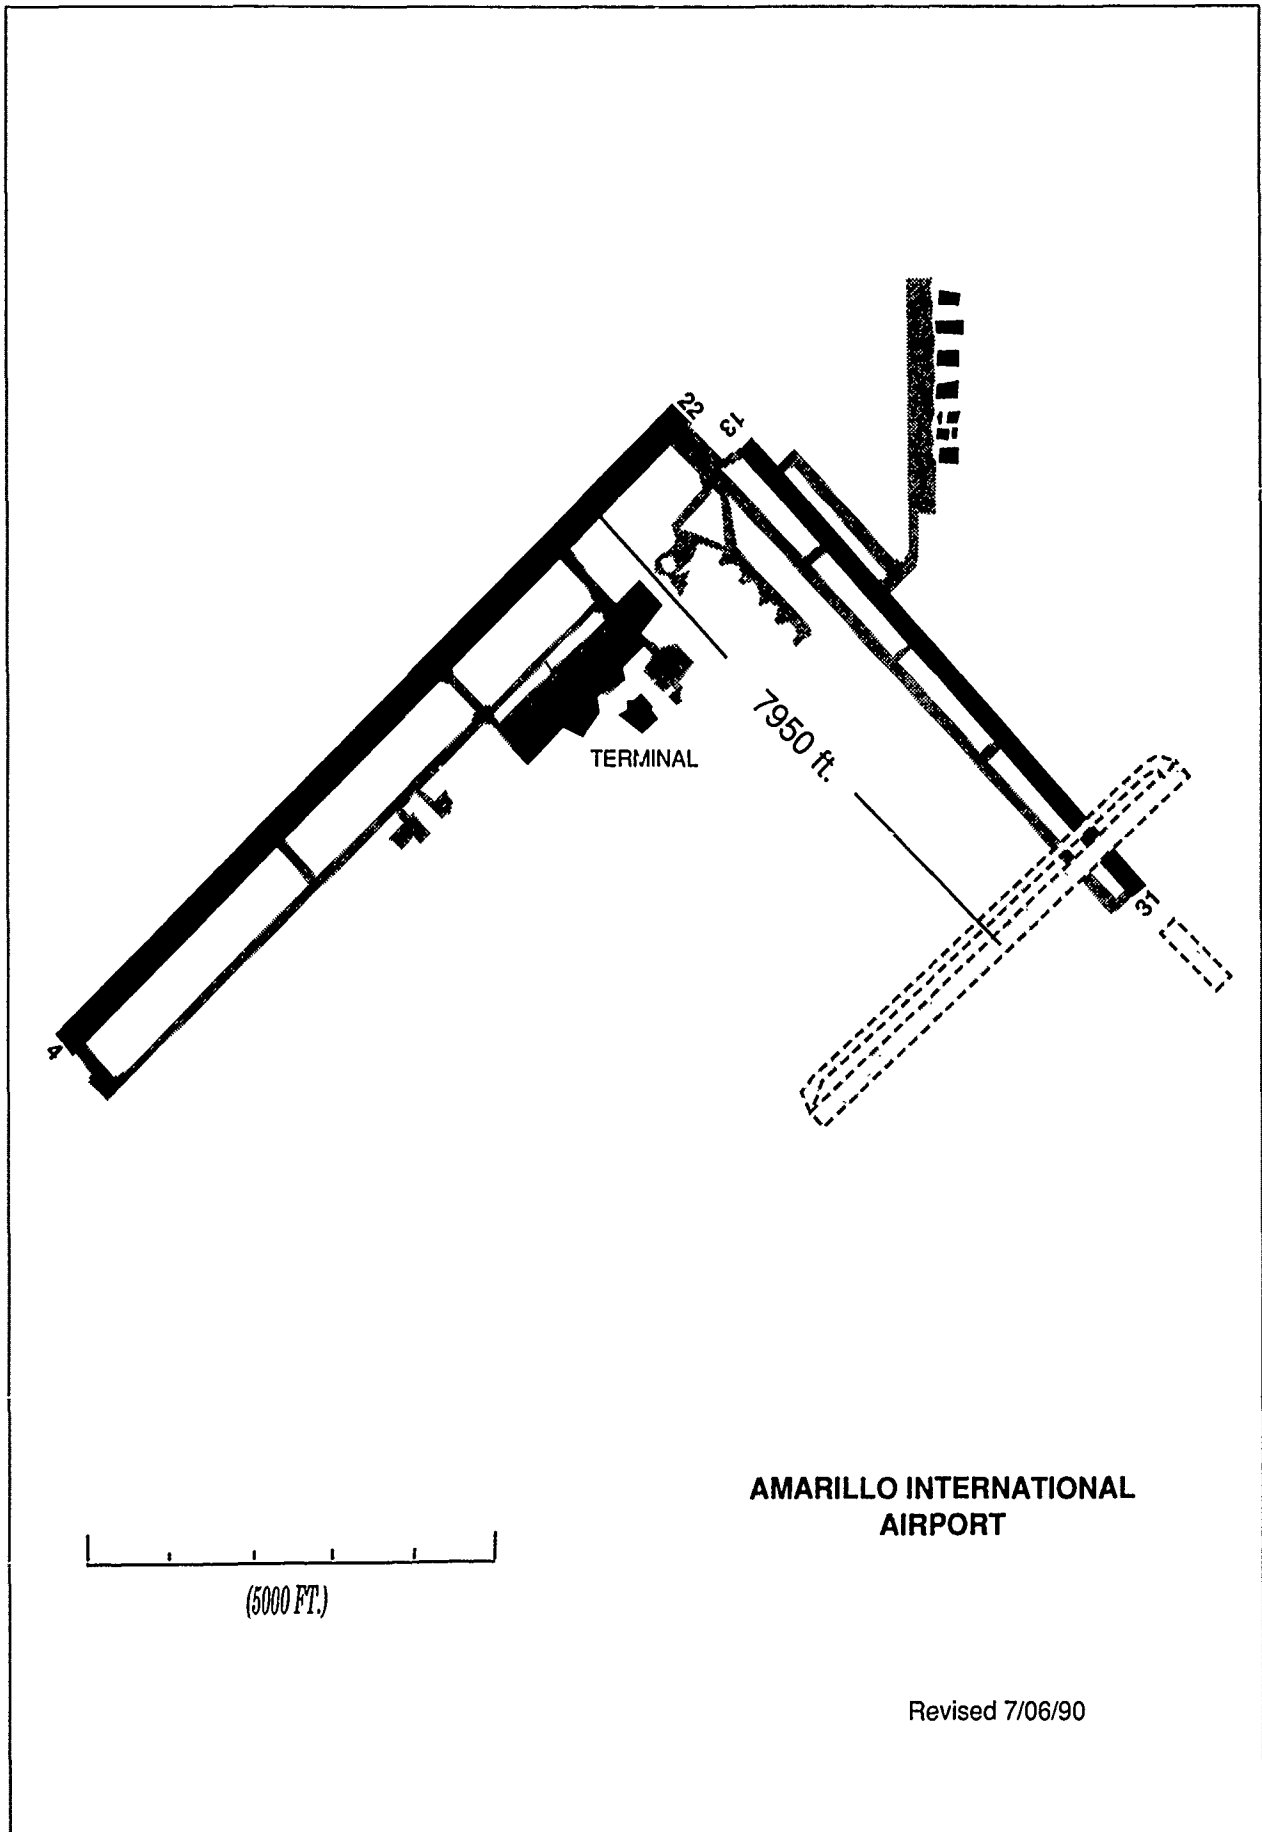 22
13
TERMINAL
7950 ft.
31
4
AMARILLO INTERNATIONAL
AIRPORT
(5000 FT.)
Revised 7/06/90